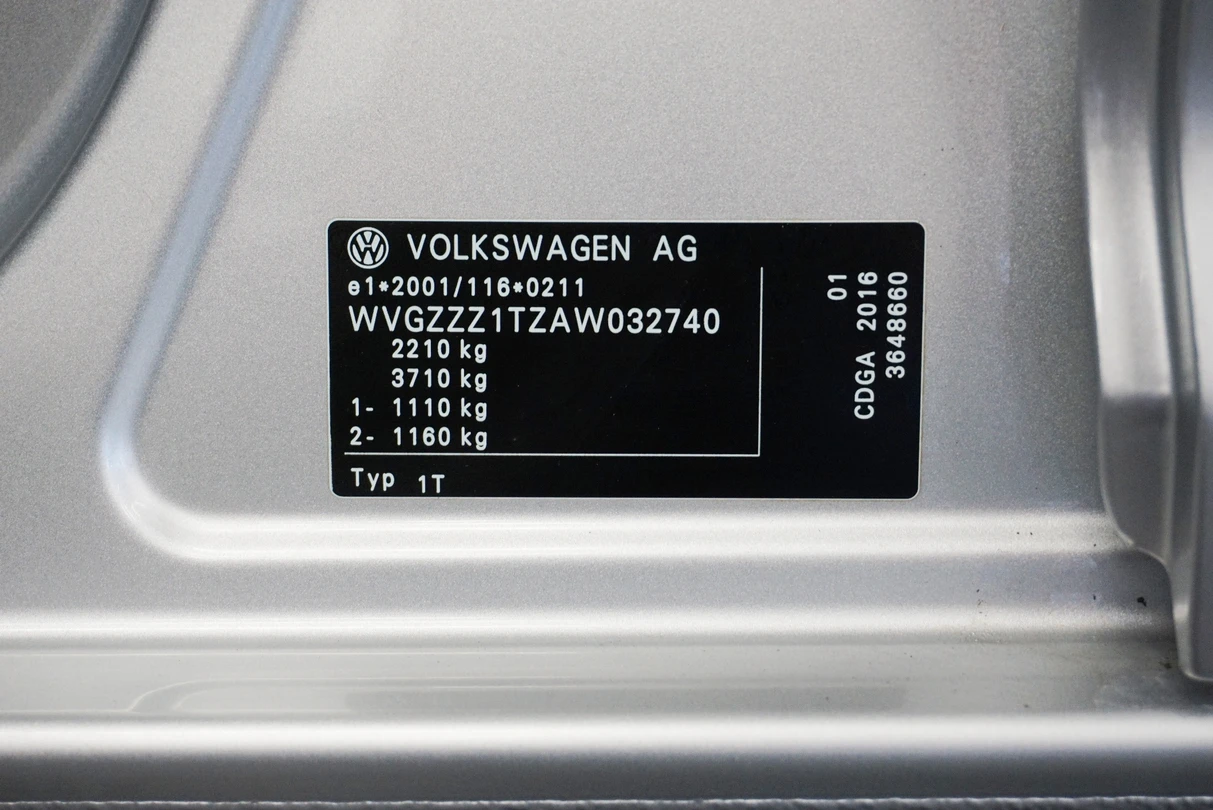 VOLKSWAGEN AG
e1*2001/116*0211
WVGZZZ1TZAW032740
2210 kg
3710 kg
1- 1110 kg
2- 1160 kg
Typ 1T
01
CDGA 2016
3648660